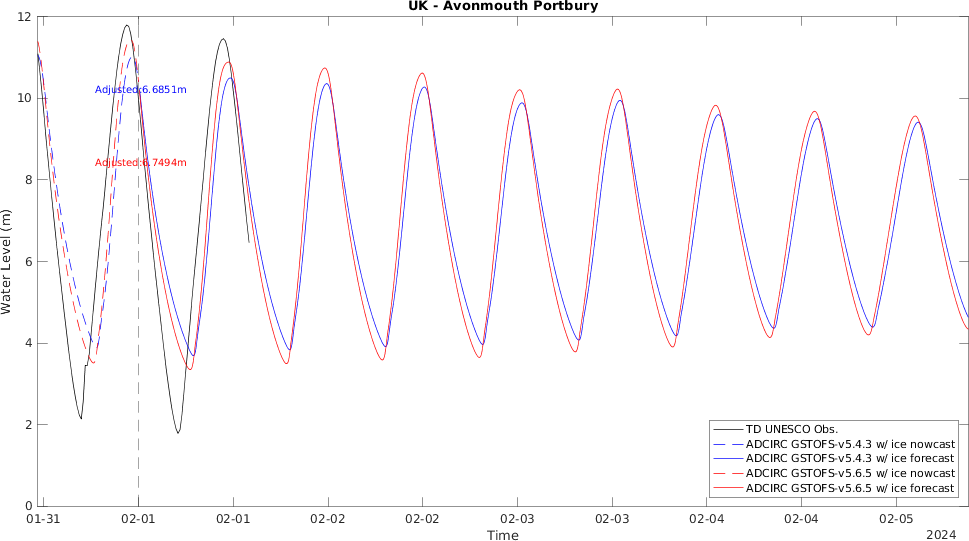 UK - Avonmouth Portbury
12
10
8
6
4
2
0
Water Level (m)
Adjusted:6.6851m
Adjusted:6.7494m
TD UNESCO Obs.
ADCIRC GSTOFS-v5.4.3 w/ ice nowcast
ADCIRC GSTOFS-v5.4.3 w/ ice forecast
ADCIRC GSTOFS-v5.6.5 w/ ice nowcast
ADCIRC GSTOFS-v5.6.5 w/ ice forecast
01-31 02-01 02-01 02-02 02-02 02-03 02-03 02-04 02-04 02-05
Time
2024